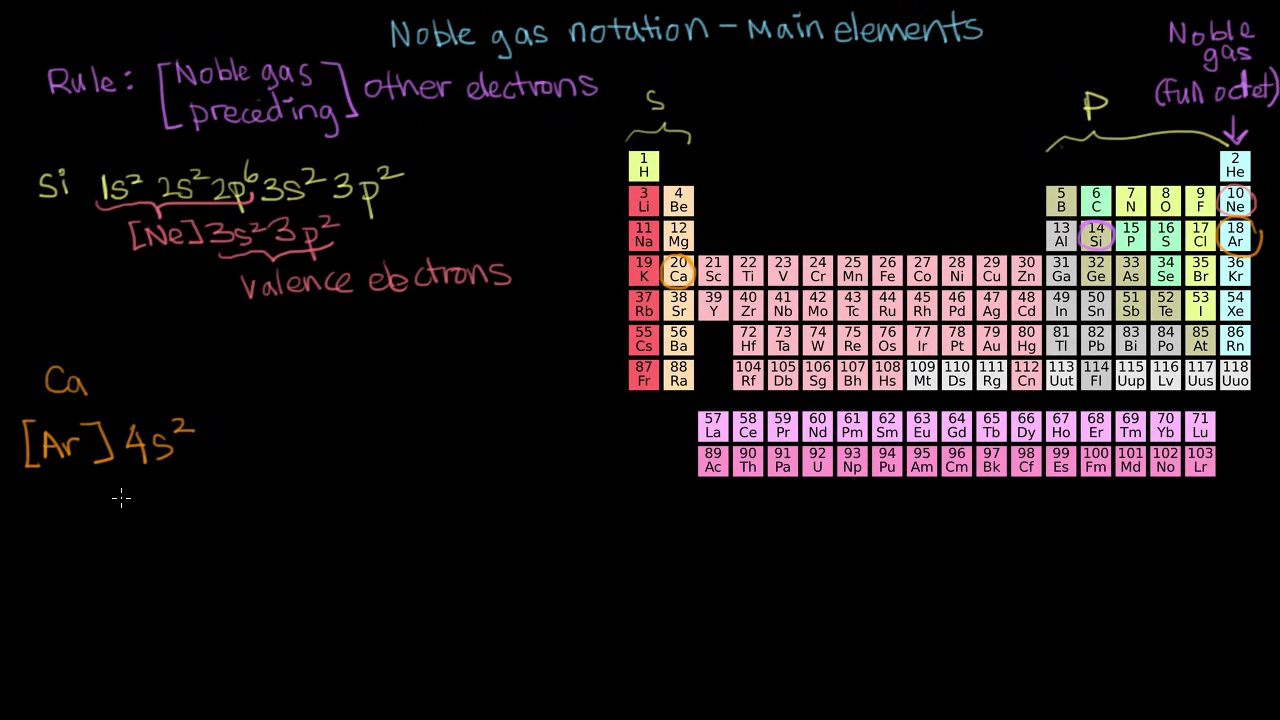 Noble gas notation - Main elements
Rule: [Noble gas preceding] other electrons
Noble gas
(full octet)
s
p
Si 1s² 2s² 2p⁶ 3s² 3p²
[Ne] 3s² 3p²
valence electrons
Ca
[Ar] 4s²
1 H 2 He
3 Li 4 Be 5 B 6 C 7 N 8 O 9 F 10 Ne
11 Na 12 Mg 13 Al 14 Si 15 P 16 S 17 Cl 18 Ar
19 K 20 Ca 21 Sc 22 Ti 23 V 24 Cr 25 Mn 26 Fe 27 Co 28 Ni 29 Cu 30 Zn 31 Ga 32 Ge 33 As 34 Se 35 Br 36 Kr
37 Rb 38 Sr 39 Y 40 Zr 41 Nb 42 Mo 43 Tc 44 Ru 45 Rh 46 Pd 47 Ag 48 Cd 49 In 50 Sn 51 Sb 52 Te 53 I 54 Xe
55 Cs 56 Ba 72 Hf 73 Ta 74 W 75 Re 76 Os 77 Ir 78 Pt 79 Au 80 Hg 81 Tl 82 Pb 83 Bi 84 Po 85 At 86 Rn
87 Fr 88 Ra 104 Rf 105 Db 106 Sg 107 Bh 108 Hs 109 Mt 110 Ds 111 Rg 112 Cn 113 Uut 114 Fl 115 Uup 116 Lv 117 Uus 118 Uuo
57 La 58 Ce 59 Pr 60 Nd 61 Pm 62 Sm 63 Eu 64 Gd 65 Tb 66 Dy 67 Ho 68 Er 69 Tm 70 Yb 71 Lu
89 Ac 90 Th 91 Pa 92 U 93 Np 94 Pu 95 Am 96 Cm 97 Bk 98 Cf 99 Es 100 Fm 101 Md 102 No 103 Lr